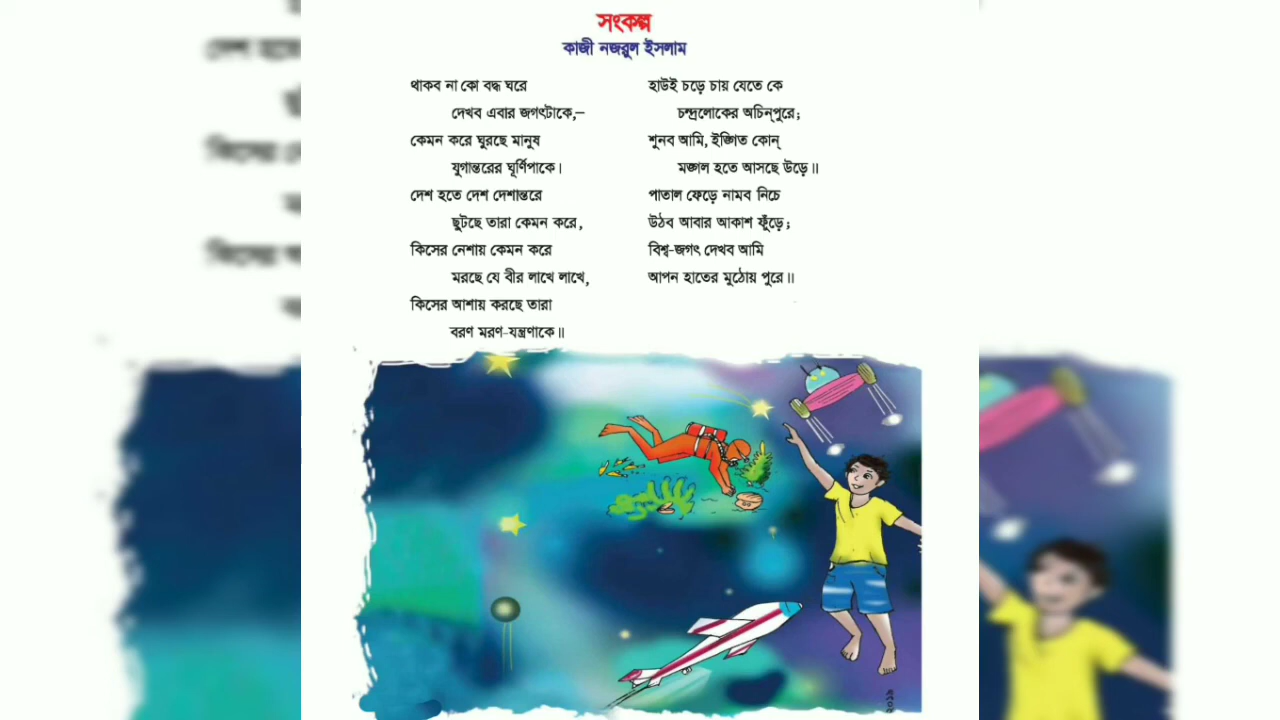 সংকল্প
কাজী নজরুল ইসলাম
থাকব না কো বদ্ধ ঘরে
দেখব এবার জগৎটাকে,–
কেমন করে ঘুরছে মানুষ
যুগান্তরের ঘূর্ণিপাকে।
দেশ হতে দেশ দেশান্তরে
ছুটছে তারা কেমন করে,
কিসের নেশায় কেমন করে
মরছে যে বীর লাখে লাখে,
কিসের আশায় করছে তারা
বরণ মরণ-যন্ত্রণাকে॥
হাউই চড়ে চায় যেতে কে
চন্দ্রলোকের অচিন্‌পুরে;
শুনব আমি, ইঙ্গিত কোন্
মঙ্গল হতে আসছে উড়ে॥
পাতাল ফেড়ে নামব নিচে
উঠব আবার আকাশ ফুঁড়ে;
বিশ্ব-জগৎ দেখব আমি
আপন হাতের মুঠোয় পুরে॥